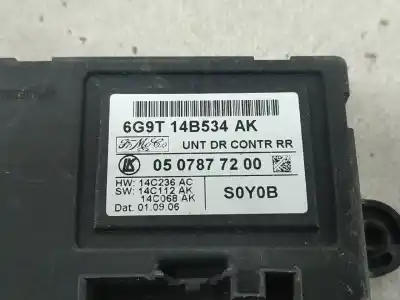 6G9T 14B534 AK
FoMoCo UNT DR CONTR RR
05 0787 72 00
HW: 14C236 AC
SW: 14C112 AK
14C068 AK
Dat. 01.09.06
S0Y0B